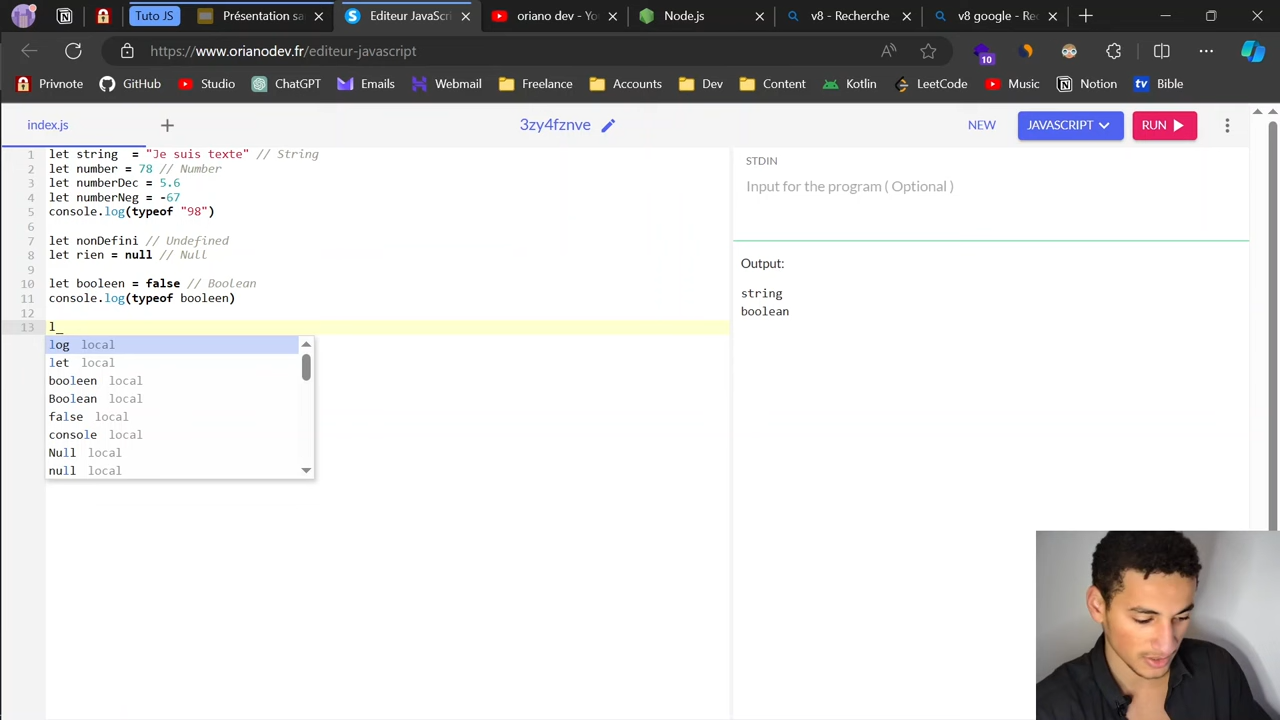 Tuto JS
Présentation sa
Editeur JavaScri
oriano dev - Yo
Node.js
v8 - Recherche
v8 google - Re
https://www.orianodev.fr/editeur-javascript
10
Privnote
GitHub
Studio
ChatGPT
Emails
Webmail
Freelance
Accounts
Dev
Content
Kotlin
LeetCode
Music
Notion
Bible
index.js
3zy4fznve
NEW
JAVASCRIPT
RUN
1 let string = "Je suis texte" // String
2 let number = 78 // Number
3 let numberDec = 5.6
4 let numberNeg = -67
5 console.log(typeof "98")
6
7 let nonDefini // Undefined
8 let rien = null // Null
9
10 let booleen = false // Boolean
11 console.log(typeof booleen)
12
13 l_
log local
let local
booleen local
Boolean local
false local
console local
Null local
null local
STDIN
Input for the program ( Optional )
Output:
string
boolean